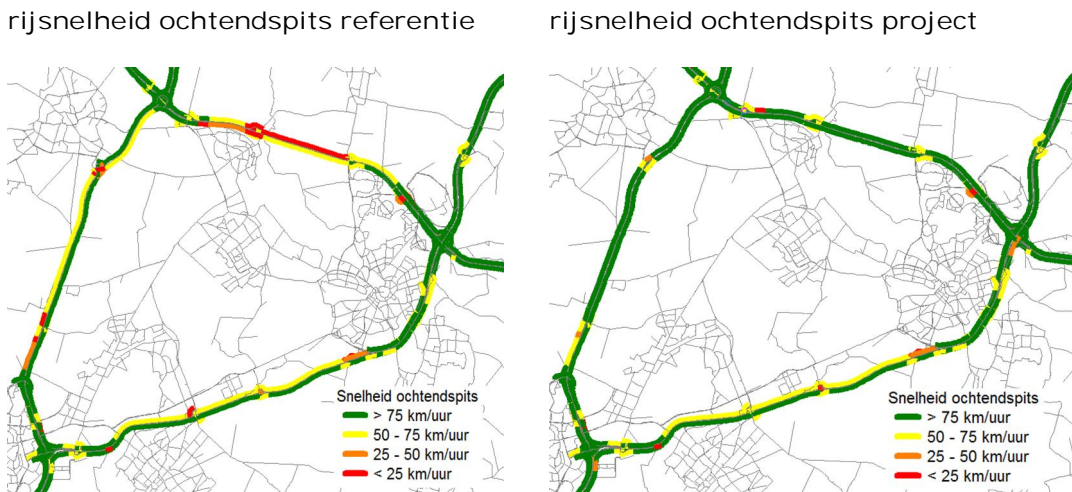 rijsnelheid ochtendspits referentie
rijsnelheid ochtendspits project
Snelheid ochtendspits
> 75 km/uur
50 - 75 km/uur
25 - 50 km/uur
< 25 km/uur
Snelheid ochtendspits
> 75 km/uur
50 - 75 km/uur
25 - 50 km/uur
< 25 km/uur